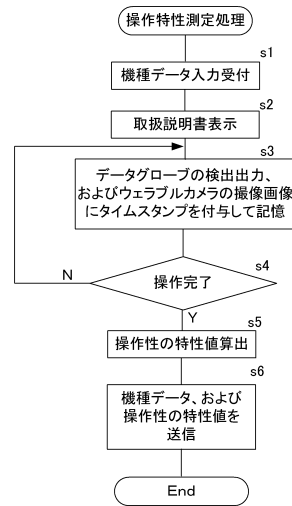 操作特性測定処理
s1
機種データ入力受付
s2
取扱説明書表示
s3
データグローブの検出出力、
およびウェラブルカメラの撮像画像
にタイムスタンプを付与して記憶
s4
操作完了
N
Y
s5
操作性の特性値算出
s6
機種データ、および
操作性の特性値を
送信
End